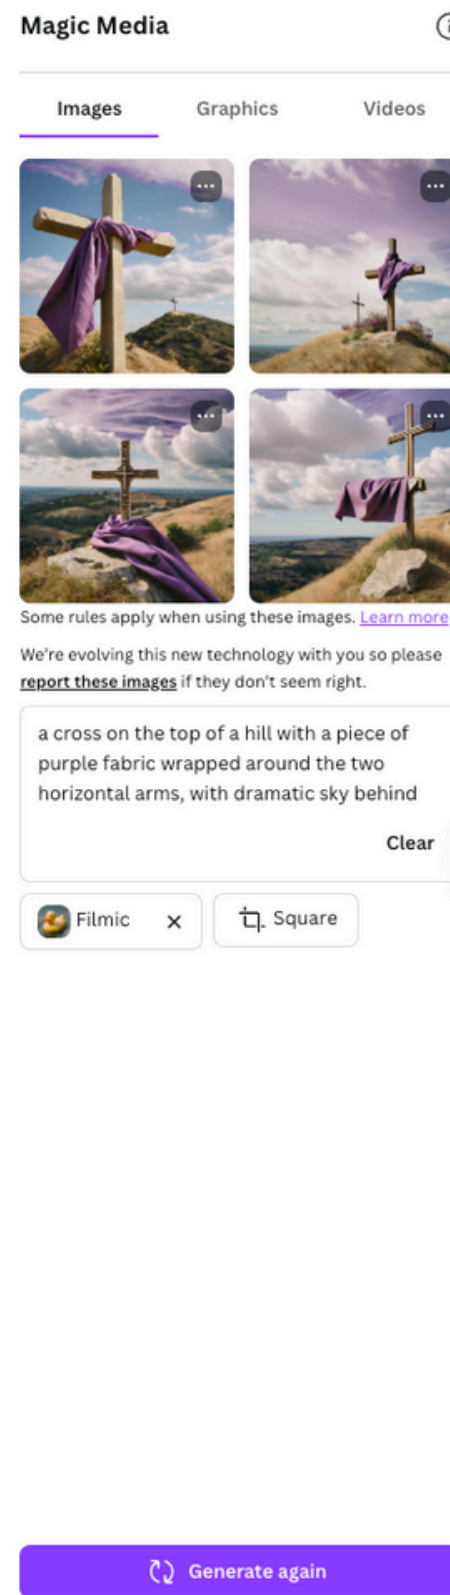 Magic Media
Images Graphics Videos
Some rules apply when using these images. Learn more
We're evolving this new technology with you so please
report these images if they don't seem right.
a cross on the top of a hill with a piece of
purple fabric wrapped around the two
horizontal arms, with dramatic sky behind
Clear
Filmic
Square
Generate again